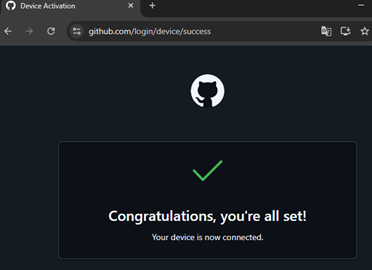 Device Activation
github.com/login/device/success
Congratulations, you're all set!
Your device is now connected.